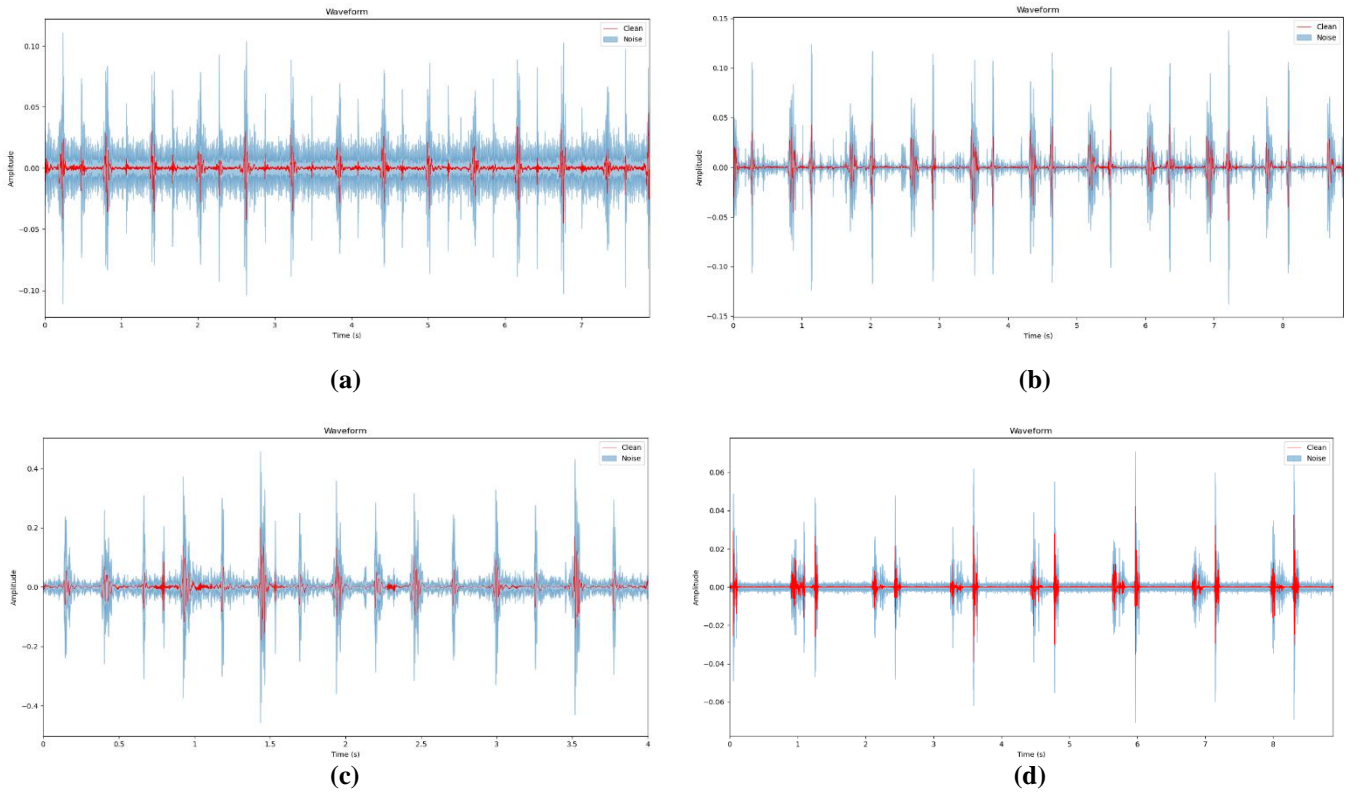 Waveform
Clean
Noise
Amplitude
0.10
0.05
0.00
−0.05
−0.10
0 1 2 3 4 5 6 7
Time (s)
(a)
Waveform
Clean
Noise
Amplitude
0.15
0.10
0.05
0.00
−0.05
−0.10
−0.15
0 1 2 3 4 5 6 7 8
Time (s)
(b)
Waveform
Clean
Noise
Amplitude
0.4
0.2
0.0
−0.2
−0.4
0 0.5 1 1.5 2 2.5 3 3.5 4
Time (s)
(c)
Waveform
Clean
Noise
Amplitude
0.06
0.04
0.02
0.00
−0.02
−0.04
−0.06
0 1 2 3 4 5 6 7 8
Time (s)
(d)